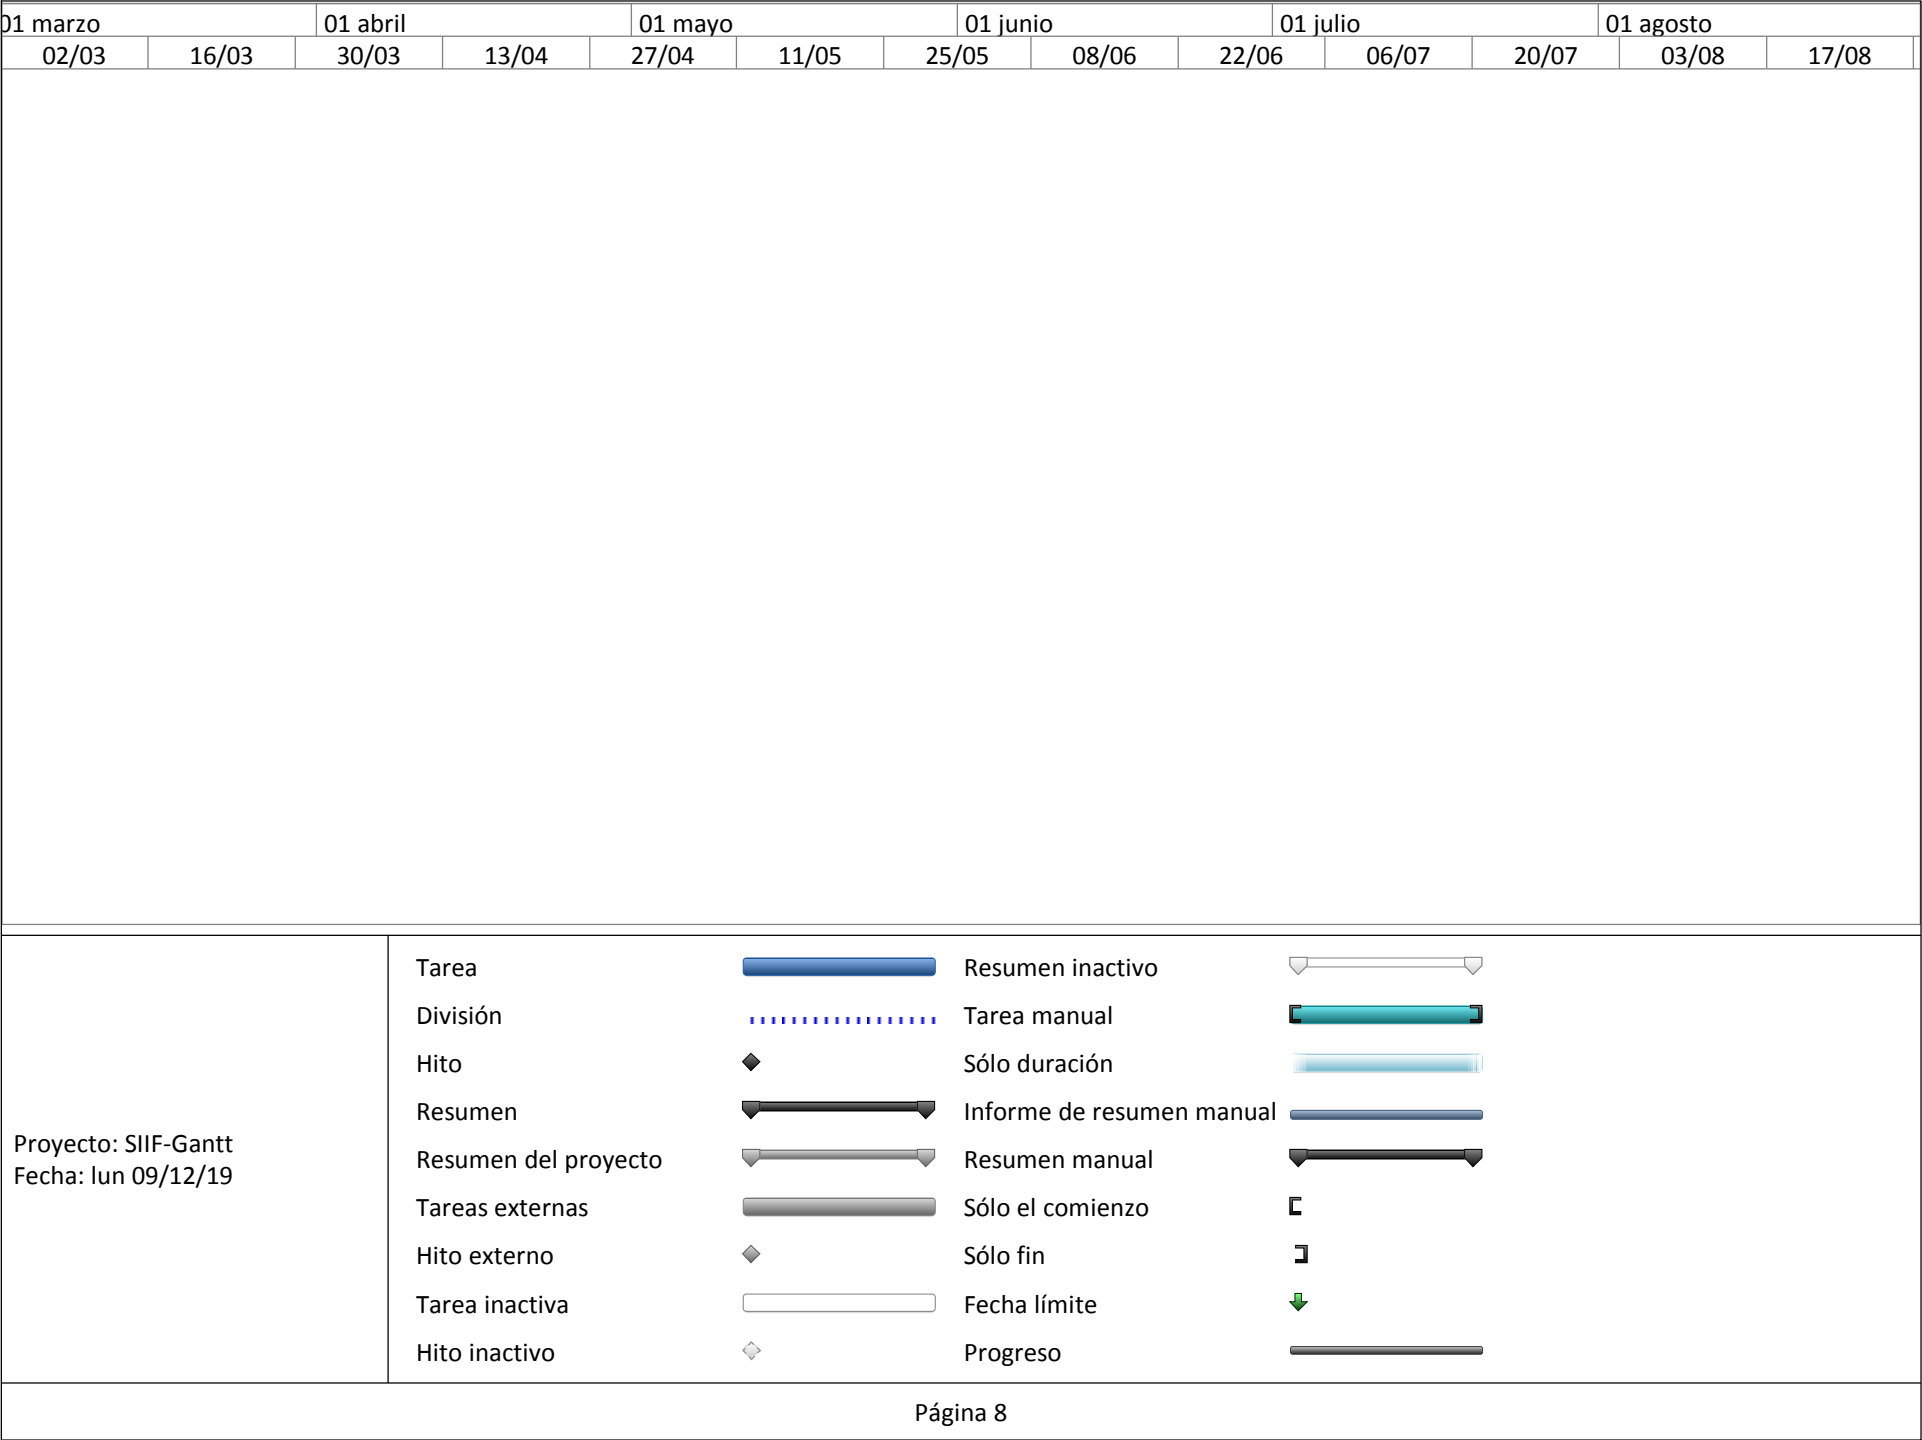 01 marzo 01 abril 01 mayo 01 junio 01 julio 01 agosto
02/03 16/03 30/03 13/04 27/04 11/05 25/05 08/06 22/06 06/07 20/07 03/08 17/08
Proyecto: SIIF-Gantt
Fecha: lun 09/12/19
Tarea
División
Hito
Resumen
Resumen del proyecto
Tareas externas
Hito externo
Tarea inactiva
Hito inactivo
Resumen inactivo
Tarea manual
Sólo duración
Informe de resumen manual
Resumen manual
Sólo el comienzo
Sólo fin
Fecha límite
Progreso
Página 8